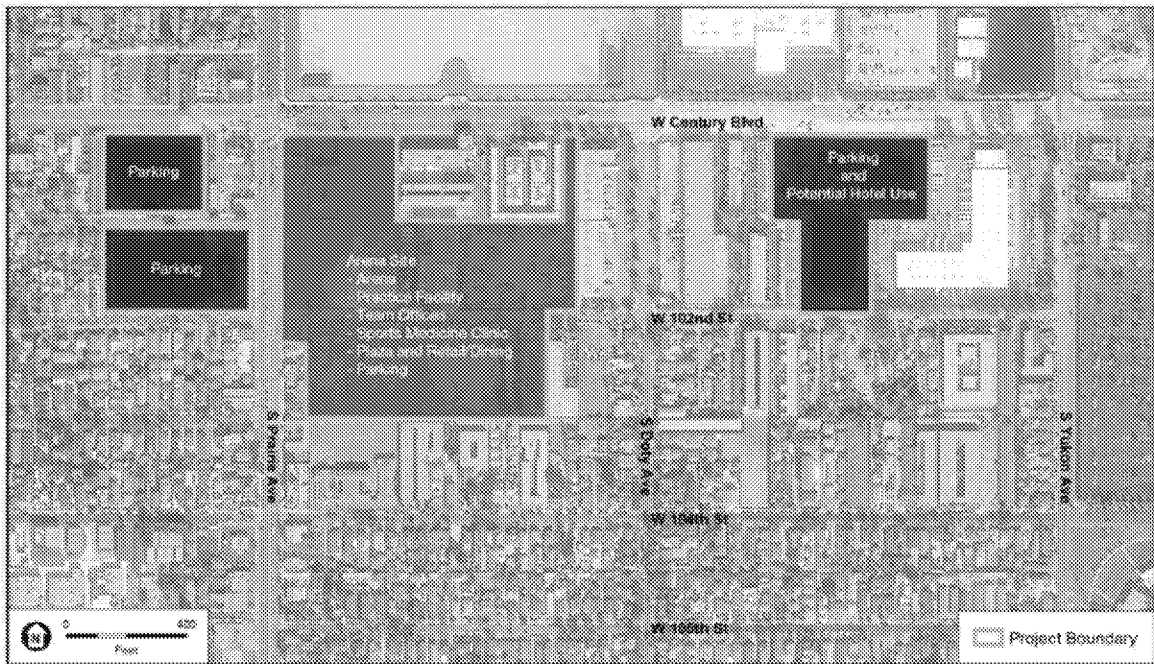 W Century Blvd
Parking
Parking
and
Potential Hotel Use
Parking
Arena Site
- Arena
- Practice Facility
- Team Offices
- Sports Medicine Clinic
- Plaza and Retail Dining
- Parking
W 102nd St
S Prairie Ave
S Doty Ave
S Yukon Ave
W 104th St
W 105th St
N
0 400
Feet
Project Boundary